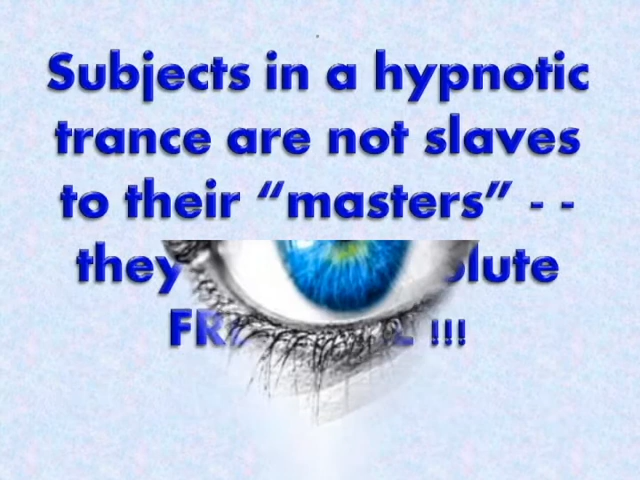 Subjects in a hypnotic
trance are not slaves
to their “masters” - -
they
!!!